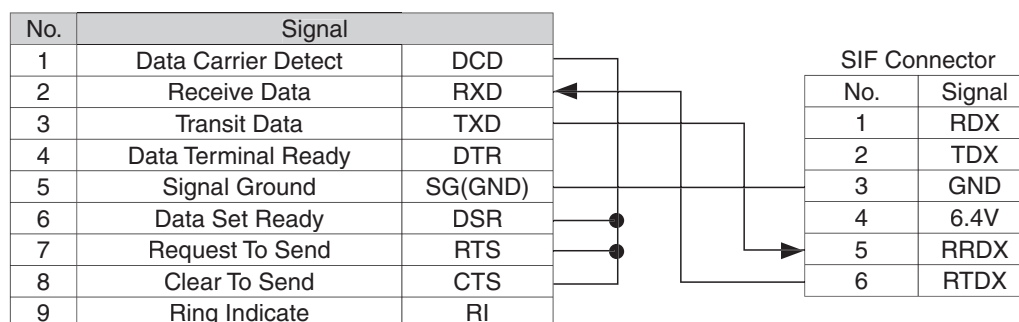 No. Signal
1 Data Carrier Detect DCD
2 Receive Data RXD
3 Transit Data TXD
4 Data Terminal Ready DTR
5 Signal Ground SG(GND)
6 Data Set Ready DSR
7 Request To Send RTS
8 Clear To Send CTS
9 Ring Indicate RI
SIF Connector
No. Signal
1 RDX
2 TDX
3 GND
4 6.4V
5 RRDX
6 RTDX